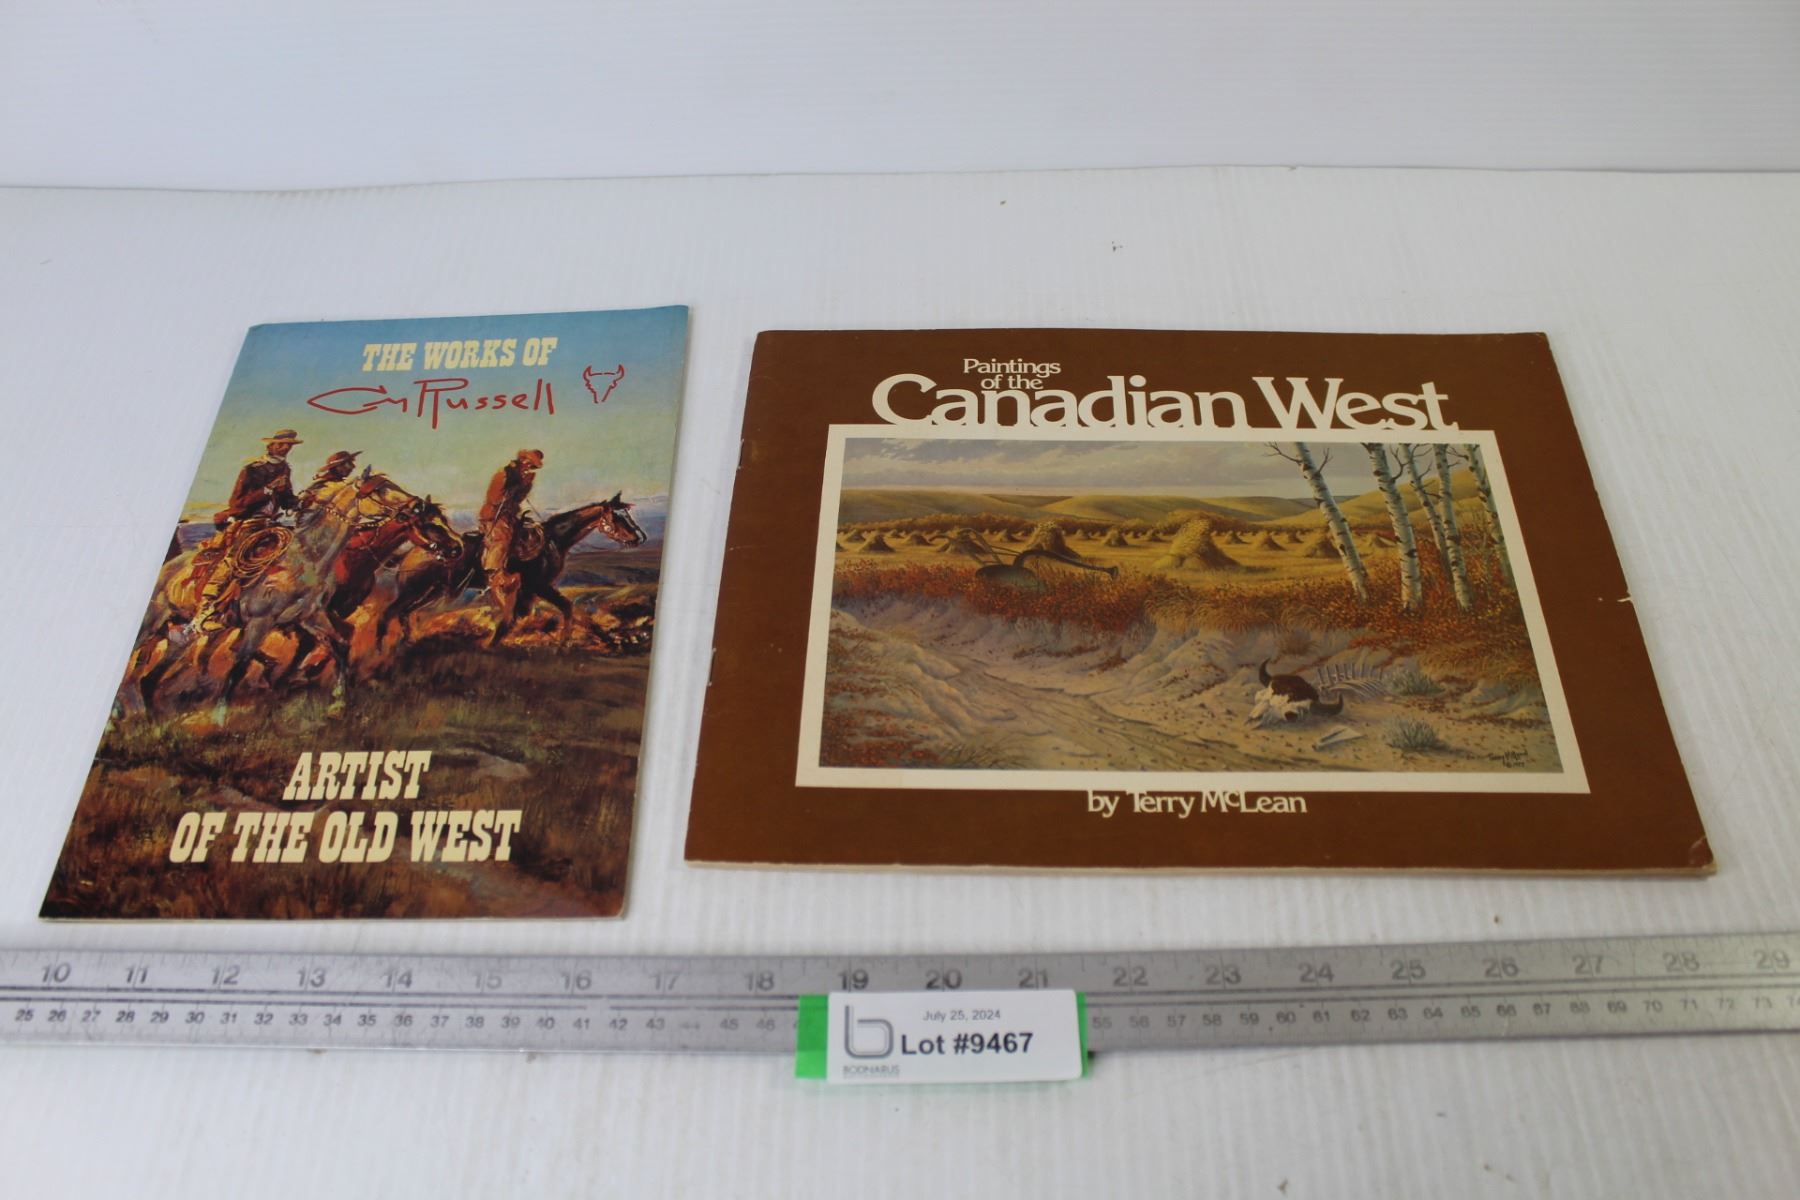 THE WORKS OF
CM Russell
ARTIST
OF THE OLD WEST
Paintings
of the
Canadian West
by Terry McLean
10 11 12 13 14 15 16 17 18 19 20 21 22 23 24 25 26 27 28 29
25 26 27 28 29 30 31 32 33 34 35 36 37 38 39 40 41 42 43 44 45 46 55 56 57 58 59 60 61 62 63 64 65 66 67 68 69 70 71 72 73 74
July 25, 2024
Lot #9467
BODNARUS